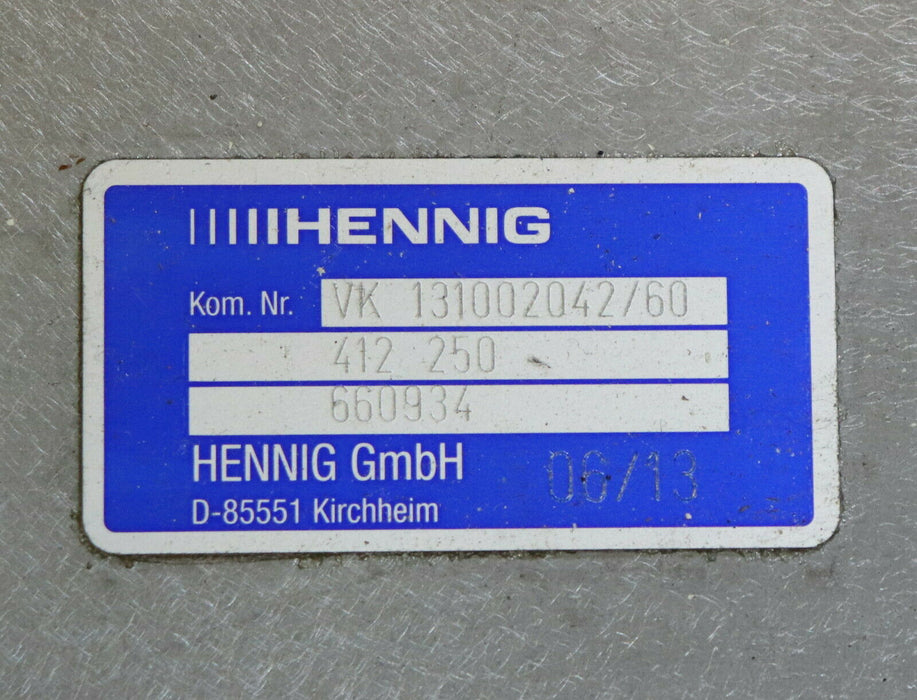 HENNIG
Kom. Nr. VK 131002042/60
412 250
660934
HENNIG GmbH 06/13
D-85551 Kirchheim